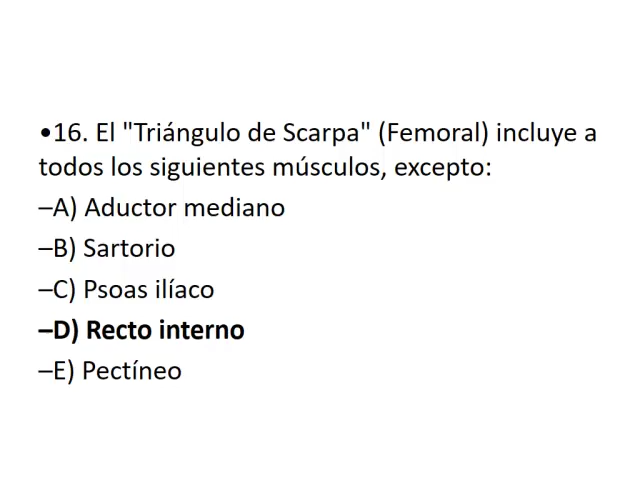 •16. El "Triángulo de Scarpa" (Femoral) incluye a
todos los siguientes músculos, excepto:
–A) Aductor mediano
–B) Sartorio
–C) Psoas ilíaco
–D) Recto interno
–E) Pectíneo